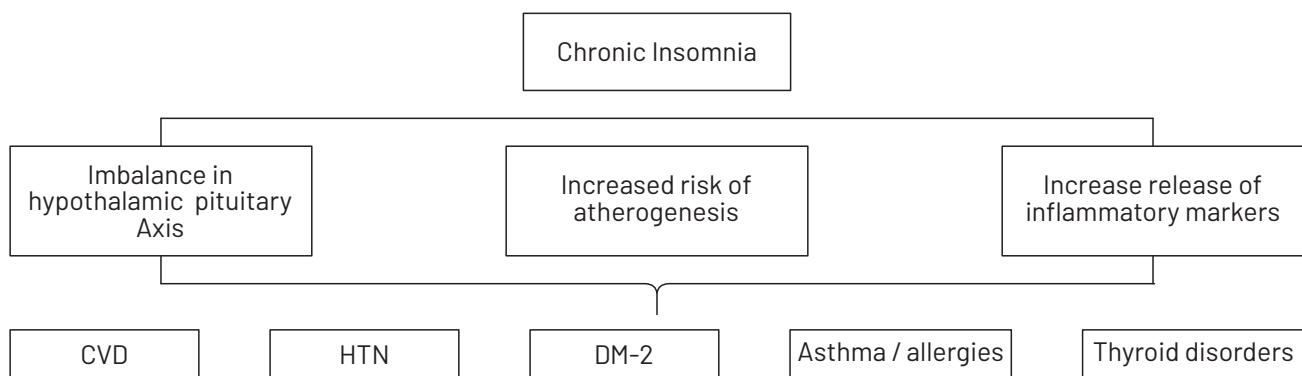 Chronic Insomnia
Imbalance in
hypothalamic pituitary
Axis
Increased risk of
atherogenesis
Increase release of
inflammatory markers
CVD
HTN
DM-2
Asthma / allergies
Thyroid disorders